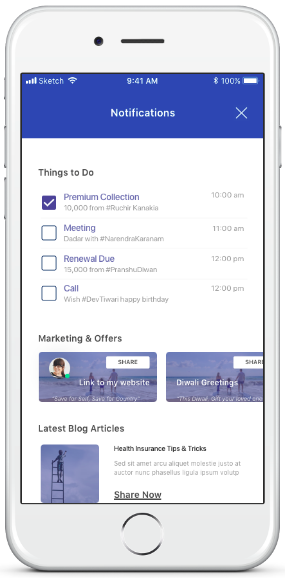 Sketch 9:41 AM 100%
Notifications
Things to Do
Premium Collection 10:00 am
10,000 from #Ruchir Kanakia
Meeting 11:00 am
Dadar with #NarendraKaranam
Renewal Due 12:00 pm
15,000 from #PranshuDiwan
Call 12:00 pm
Wish #DevTiwari happy birthday
Marketing & Offers
SHARE SHARE
Link to my website Diwali Greetings
"Save for Self, Save for Country" "This Diwali, Gift your loved one
Latest Blog Articles
Health Insurance Tips & Tricks
Sed sit amet arcu aliquet molestie justo at
auctor nunc phasellus ligula ipsum volutp
Share Now